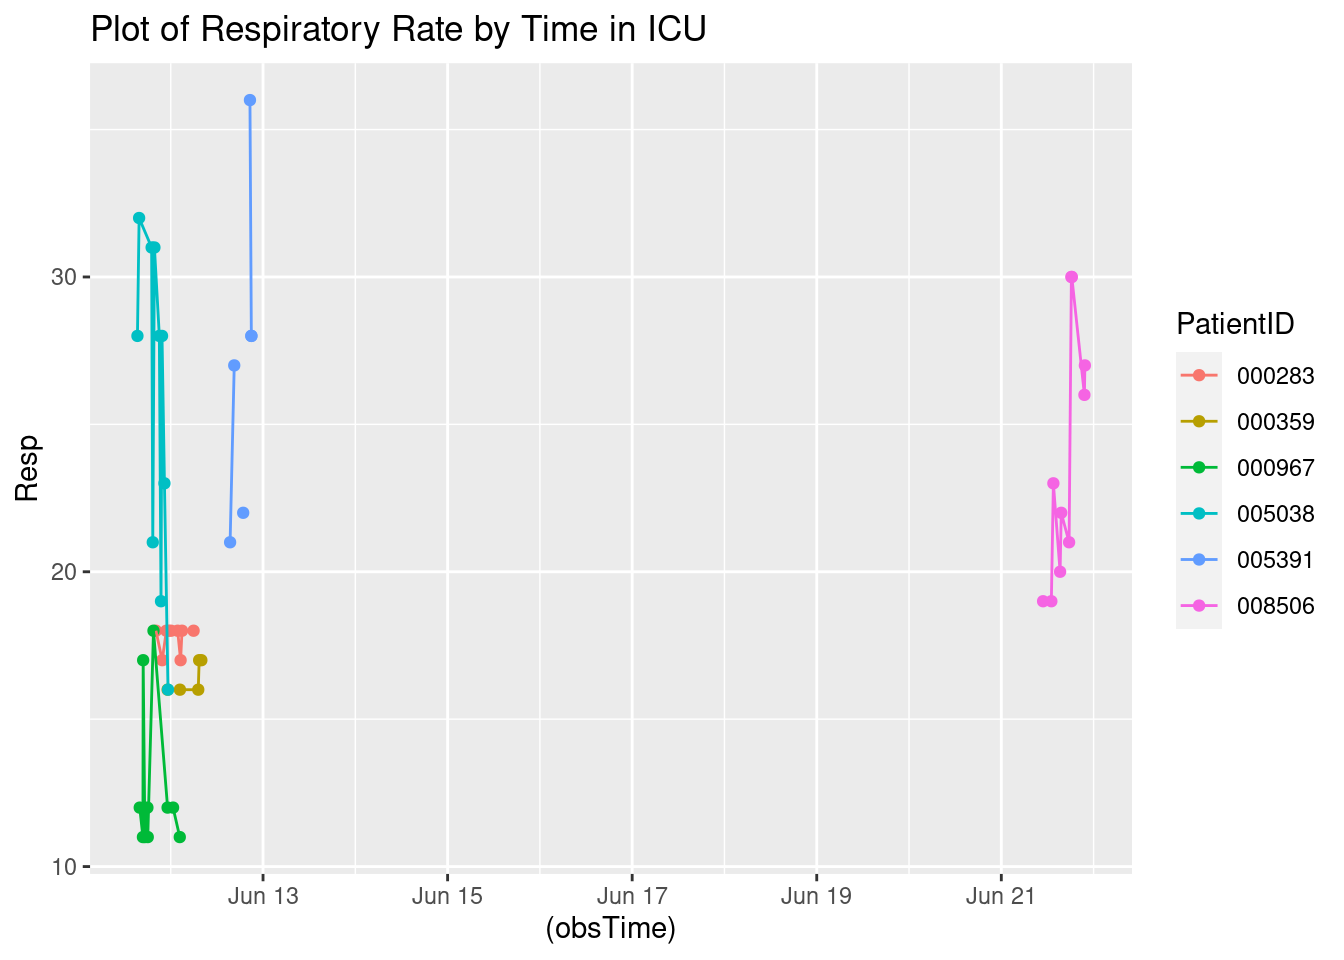 Plot of Respiratory Rate by Time in ICU
30
20
10
Resp
Jun 13
Jun 15
Jun 17
Jun 19
Jun 21
(obsTime)
PatientID
000283
000359
000967
005038
005391
008506